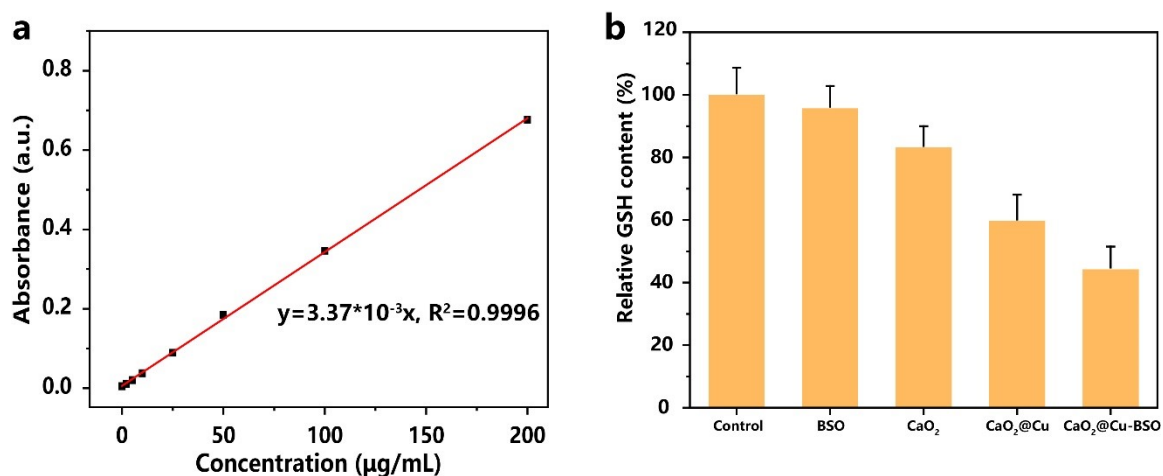 a
0.8
0.6
0.4
0.2
0.0
Absorbance (a.u.)
y=3.37*10⁻³x, R²=0.9996
0 50 100 150 200
Concentration (μg/mL)
b
120
100
80
60
40
20
0
Relative GSH content (%)
Control BSO CaO₂ CaO₂@Cu CaO₂@Cu-BSO